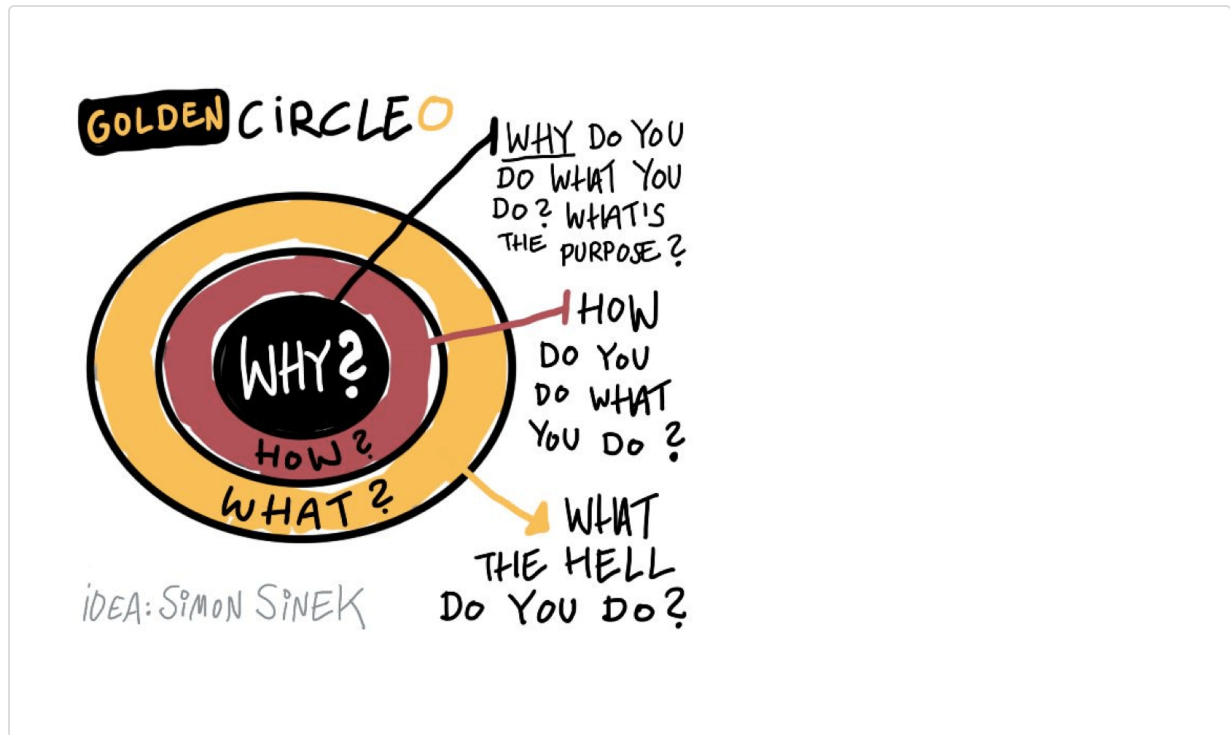 GOLDEN CiRCLE
WHY DO YOU
DO WHAT YOU
DO? WHAT'S
THE PURPOSE?
HOW
DO YOU
DO WHAT
YOU DO?
WHY?
HOW?
WHAT?
WHAT
THE HELL
DO YOU DO?
iDEA: SiMON SiNEK